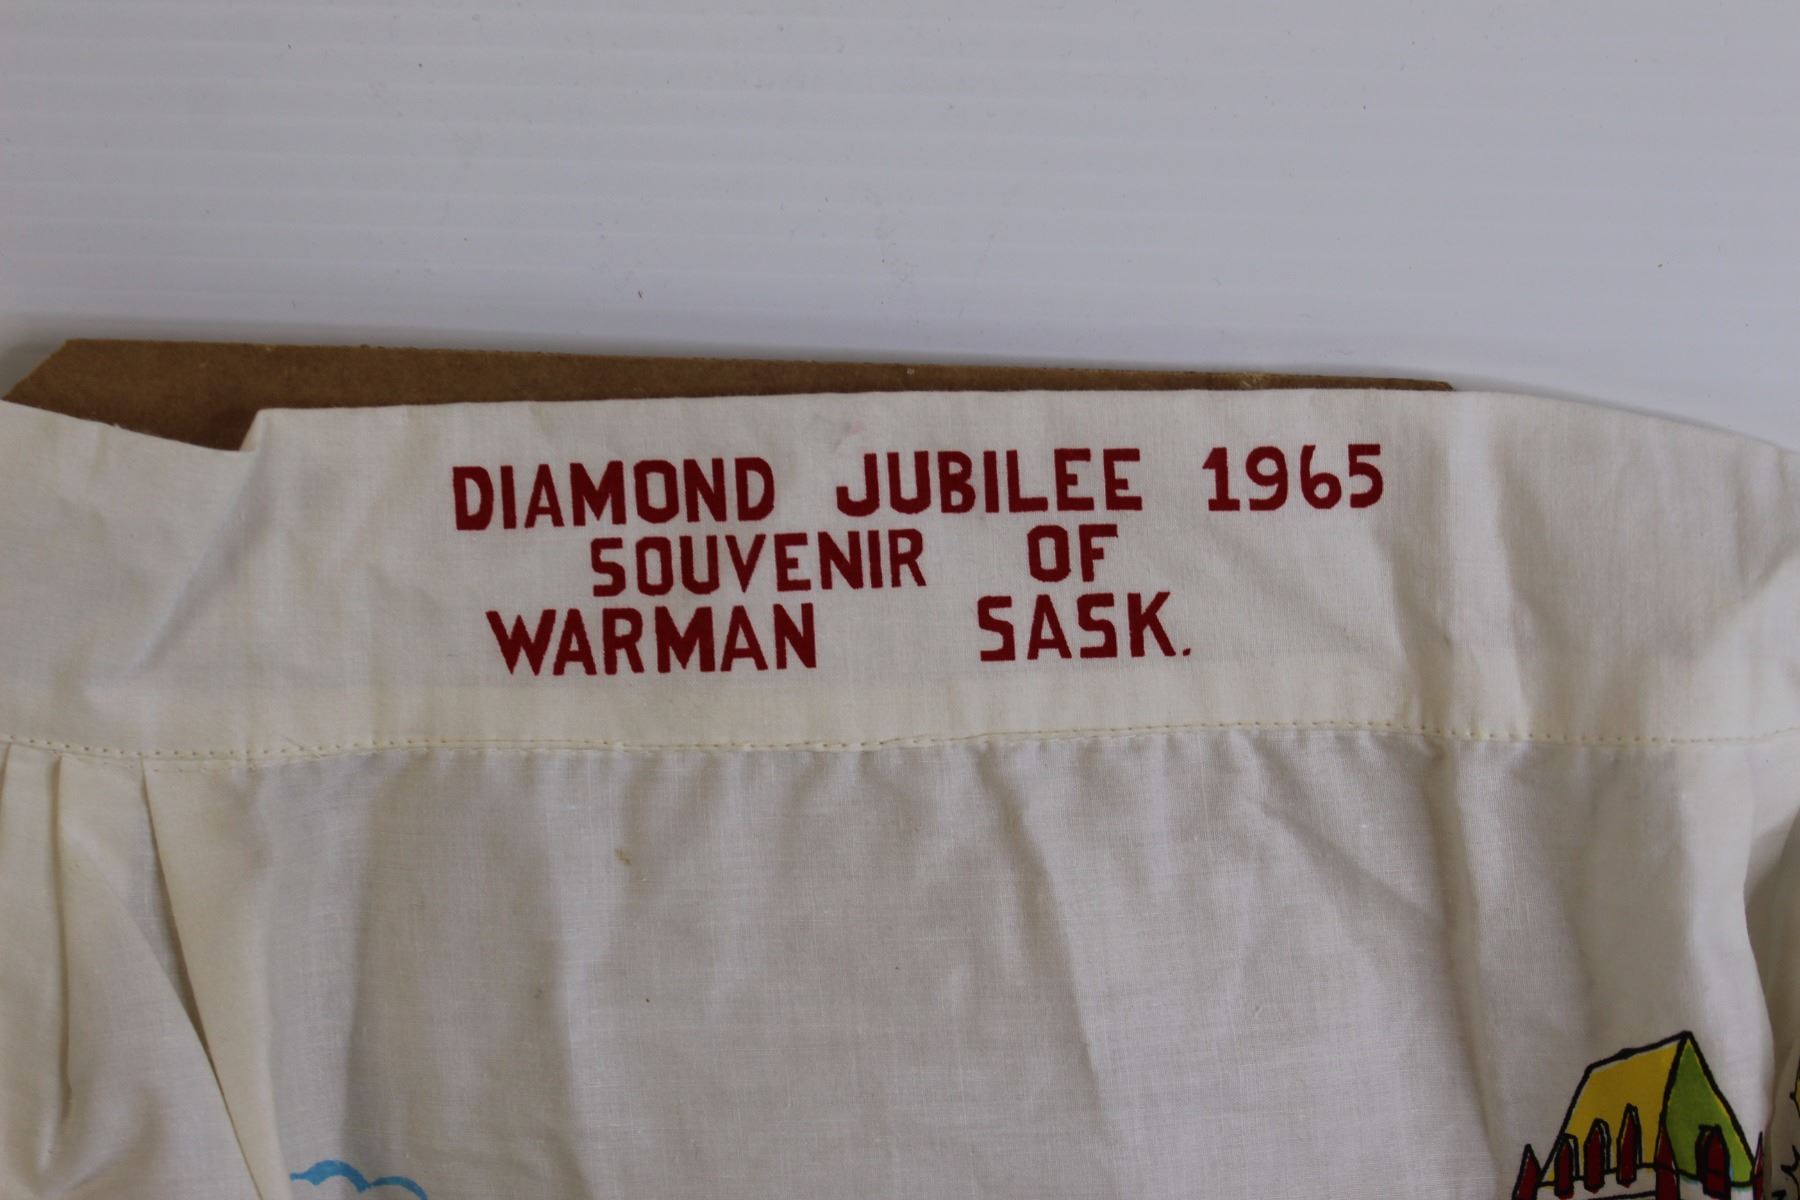 DIAMOND JUBILEE 1965
SOUVENIR OF
WARMAN SASK.